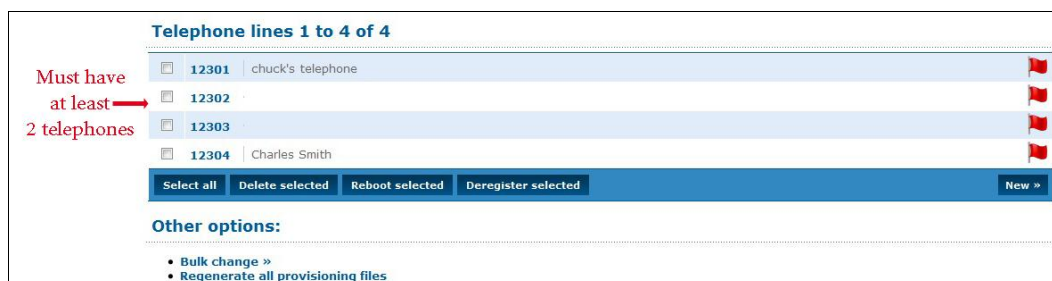 Telephone lines 1 to 4 of 4
Must have
at least
2 telephones
12301 chuck's telephone
12302
12303
12304 Charles Smith
Select all Delete selected Reboot selected Deregister selected New »
Other options:
• Bulk change »
• Regenerate all provisioning files